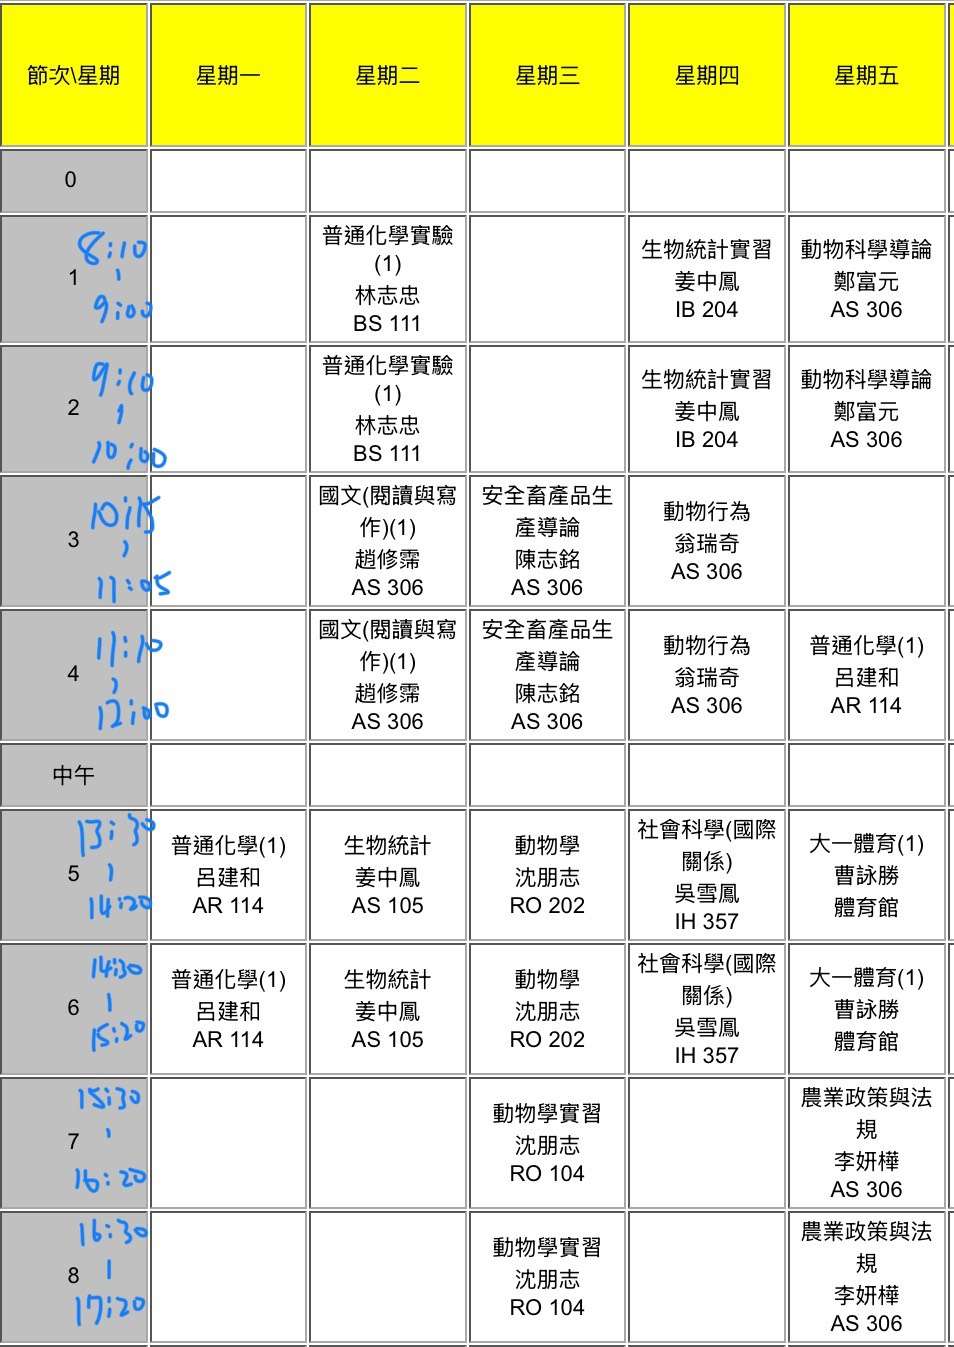 節次\星期
星期一
星期二
星期三
星期四
星期五
0
1
8:10
9:00
普通化學實驗
(1)
林志忠
BS 111
生物統計實習
姜中鳳
IB 204
動物科學導論
鄭富元
AS 306
2
9:10
10:00
普通化學實驗
(1)
林志忠
BS 111
生物統計實習
姜中鳳
IB 204
動物科學導論
鄭富元
AS 306
3
10:15
11:05
國文(閱讀與寫
作)(1)
趙修霈
AS 306
安全畜產品生
產導論
陳志銘
AS 306
動物行為
翁瑞奇
AS 306
4
11:10
12:00
國文(閱讀與寫
作)(1)
趙修霈
AS 306
安全畜產品生
產導論
陳志銘
AS 306
動物行為
翁瑞奇
AS 306
普通化學(1)
呂建和
AR 114
中午
5
13:30
14:20
普通化學(1)
呂建和
AR 114
生物統計
姜中鳳
AS 105
動物學
沈朋志
RO 202
社會科學(國際
關係)
吳雪鳳
IH 357
大一體育(1)
曹詠勝
體育館
6
14:30
15:20
普通化學(1)
呂建和
AR 114
生物統計
姜中鳳
AS 105
動物學
沈朋志
RO 202
社會科學(國際
關係)
吳雪鳳
IH 357
大一體育(1)
曹詠勝
體育館
7
15:30
16:20
動物學實習
沈朋志
RO 104
農業政策與法
規
李妍樺
AS 306
8
16:30
17:20
動物學實習
沈朋志
RO 104
農業政策與法
規
李妍樺
AS 306